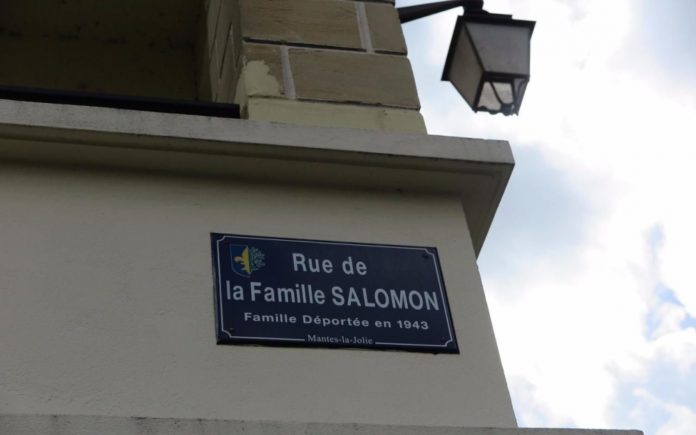 Rue de
la Famille SALOMON
Famille Déportée en 1943
Mantes-la-Jolie